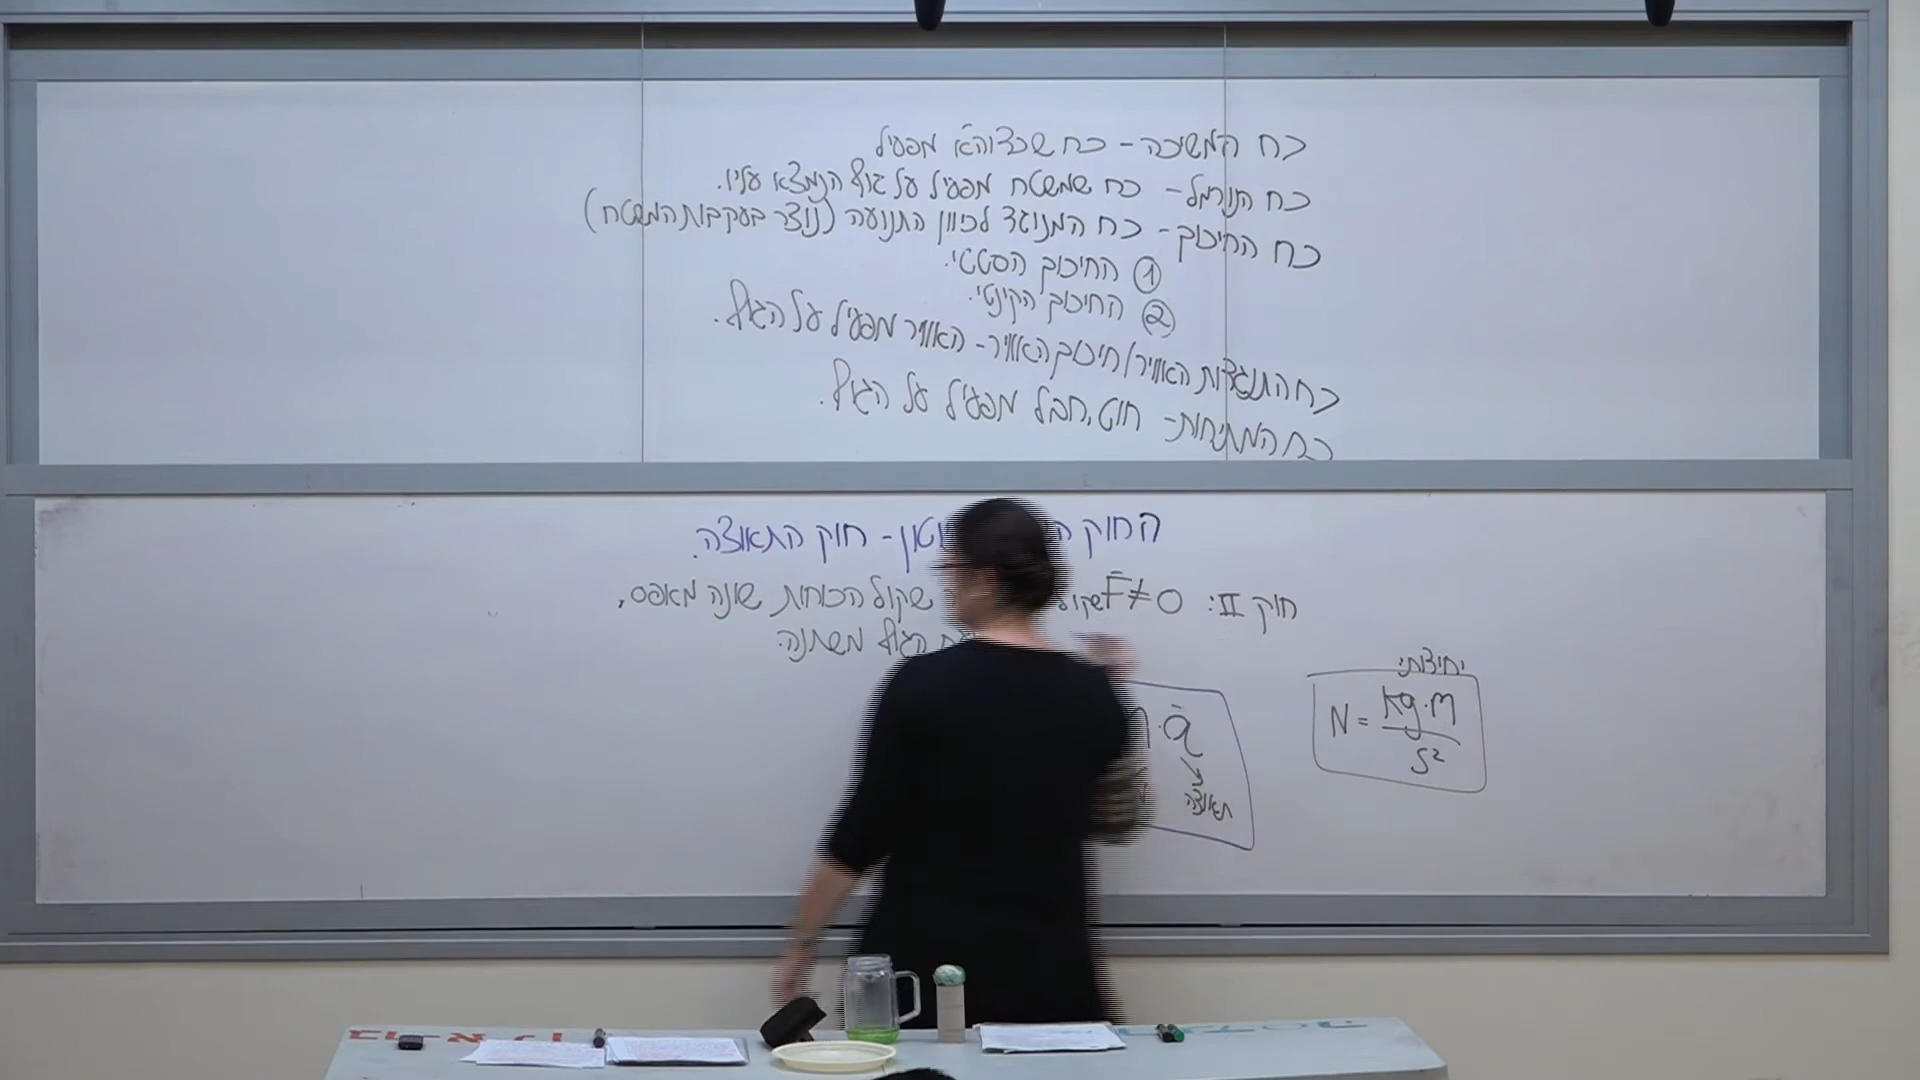 כח המשיכה - כח שכדוה"א מפעיל
כח הנורמל - כח שמשטח מפעיל על גוף הנמצא עליו.
כח החיכוך - כח המנוגד לכיוון התנועה (נוצר בעקבות המשטח)
① החיכוך הסטטי.
② החיכוך הקינטי.
כח התנגדות האוויר/חיכוך האוויר - האוויר מפעיל על הגוף.
כח המתיחות - חוט, חבל מפעיל על הגוף.
החוק - חוק התאוצה.
חוק II: F̄≠0 שקול הכוחות שונה מאפס,
הגוף משתנה.
·ā
תאוצה
יחידות
N = kg·m/s²